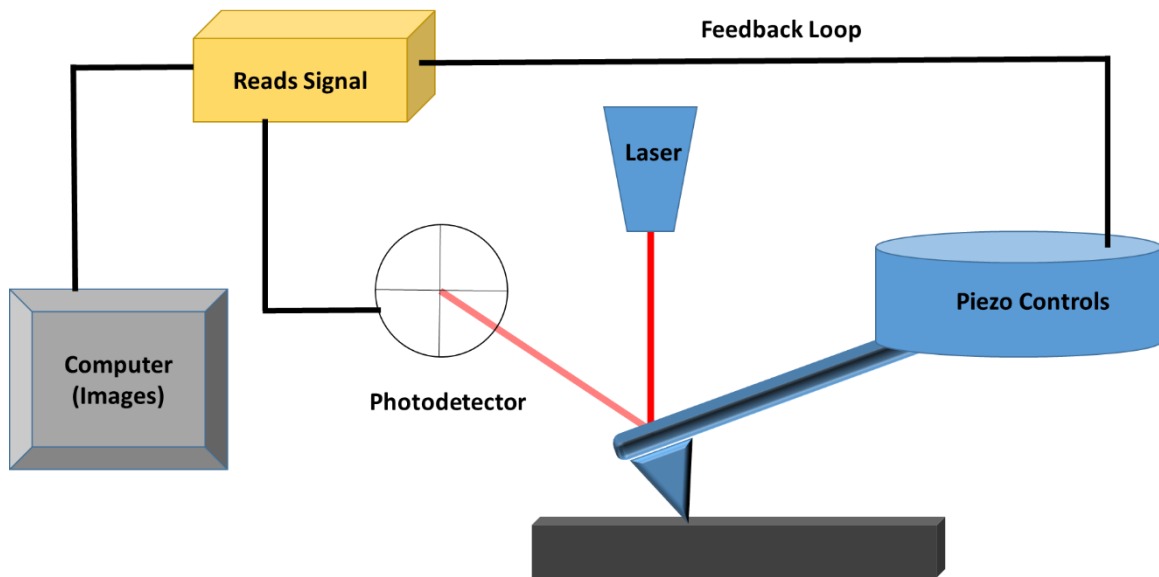 Feedback Loop
Reads Signal
Laser
Piezo Controls
Computer
(Images)
Photodetector